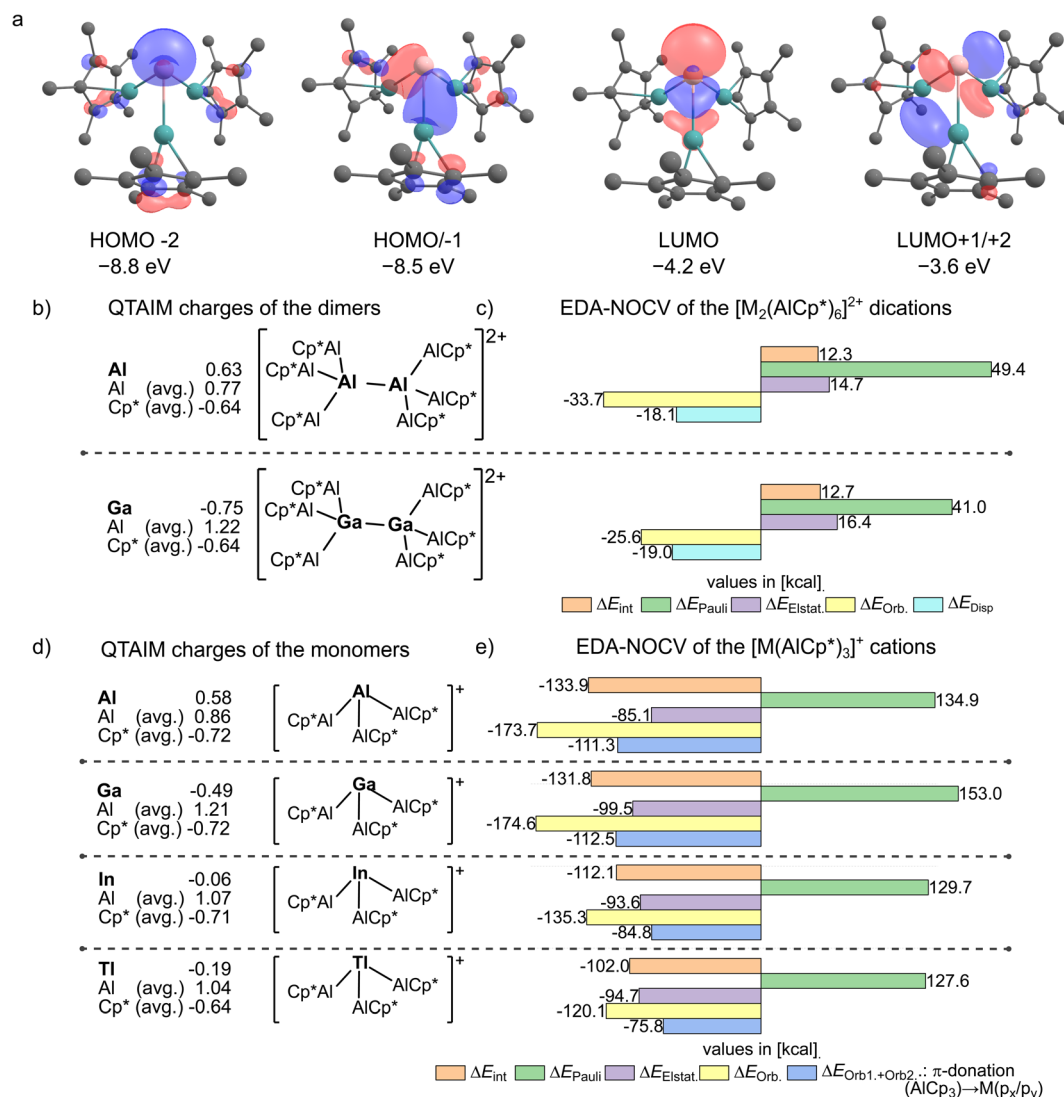 a
HOMO -2
−8.8 eV
HOMO/-1
−8.5 eV
LUMO
−4.2 eV
LUMO+1/+2
−3.6 eV
b) QTAIM charges of the dimers
Al 0.63
Al (avg.) 0.77
Cp* (avg.) -0.64
Cp*Al
Cp*Al
Cp*Al
Al
Al
AlCp*
AlCp*
AlCp*
2+
Ga -0.75
Al (avg.) 1.22
Cp* (avg.) -0.64
Cp*Al
Cp*Al
Cp*Al
Ga
Ga
AlCp*
AlCp*
AlCp*
2+
c) EDA-NOCV of the [M₂(AlCp*)₆]²⁺ dications
12.3
49.4
14.7
-33.7
-18.1
12.7
41.0
16.4
-25.6
-19.0
values in [kcal].
ΔE_int ΔE_Pauli ΔE_Elstat. ΔE_Orb. ΔE_Disp
d) QTAIM charges of the monomers
Al 0.58
Al (avg.) 0.86
Cp* (avg.) -0.72
Al
Cp*Al
AlCp*
AlCp*
+
Ga -0.49
Al (avg.) 1.21
Cp* (avg.) -0.72
Ga
Cp*Al
AlCp*
AlCp*
+
In -0.06
Al (avg.) 1.07
Cp* (avg.) -0.71
In
Cp*Al
AlCp*
AlCp*
+
Tl -0.19
Al (avg.) 1.04
Cp* (avg.) -0.64
Tl
Cp*Al
AlCp*
AlCp*
+
e) EDA-NOCV of the [M(AlCp*)₃]⁺ cations
-133.9
134.9
-85.1
-173.7
-111.3
-131.8
153.0
-99.5
-174.6
-112.5
-112.1
129.7
-93.6
-135.3
-84.8
-102.0
127.6
-94.7
-120.1
-75.8
values in [kcal].
ΔE_int ΔE_Pauli ΔE_Elstat. ΔE_Orb. ΔE_Orb1.+Orb2.: π-donation
(AlCp₃)→M(pₓ/p_y)